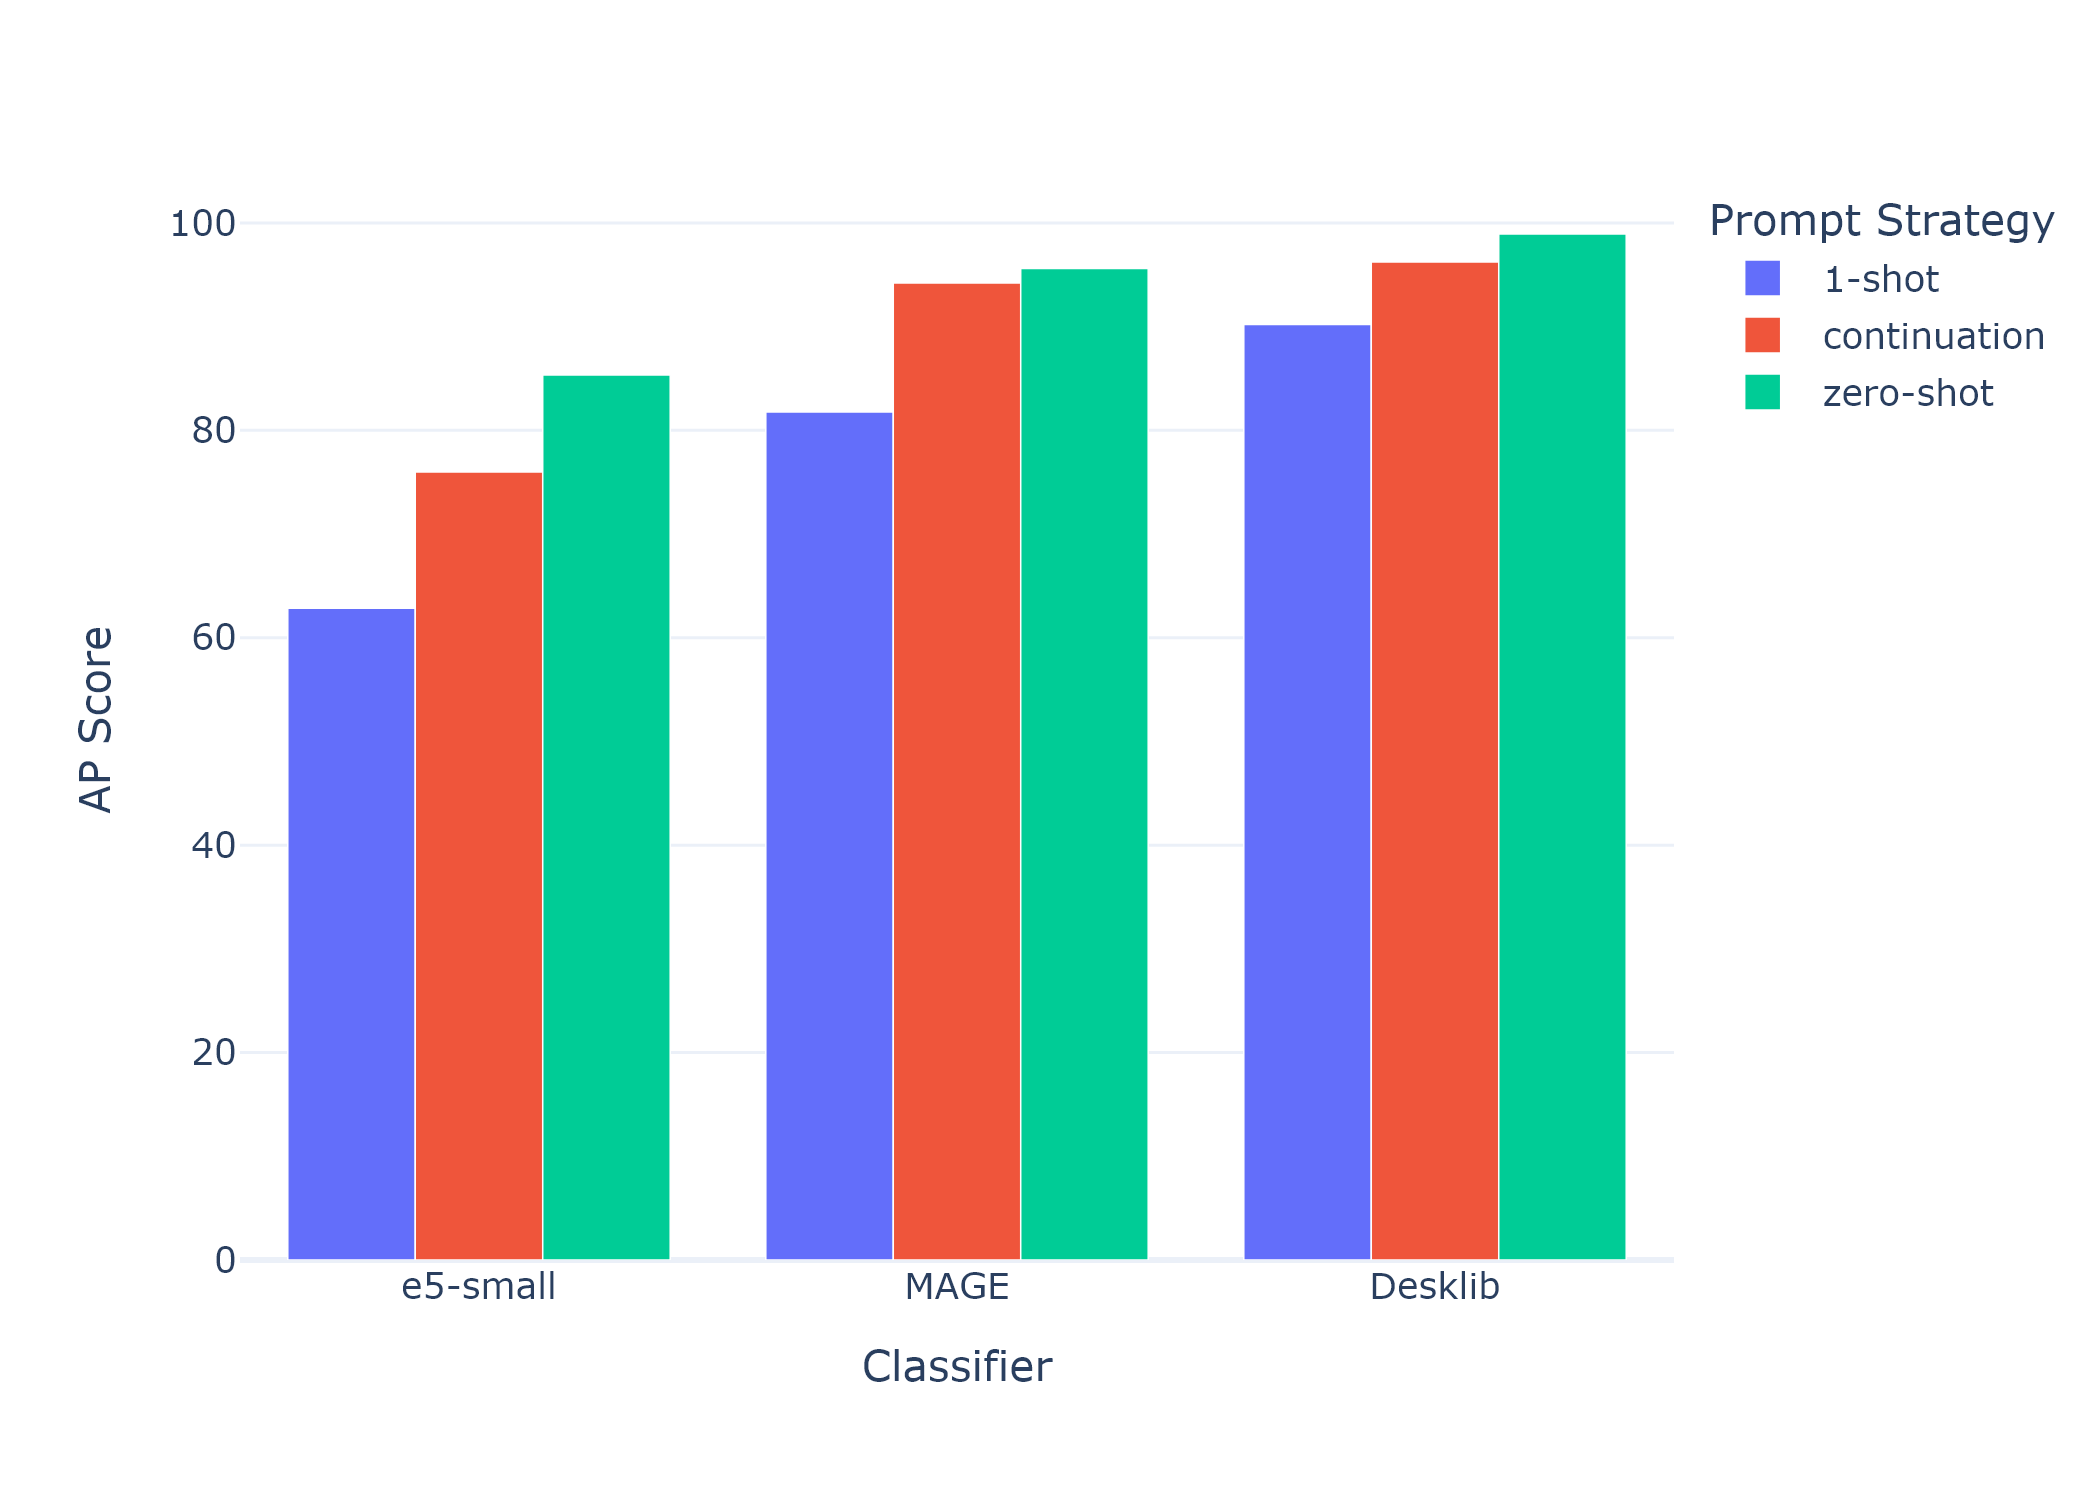 100
80
60
40
20
0
AP Score
e5-small
MAGE
Desklib
Classifier
Prompt Strategy
1-shot
continuation
zero-shot